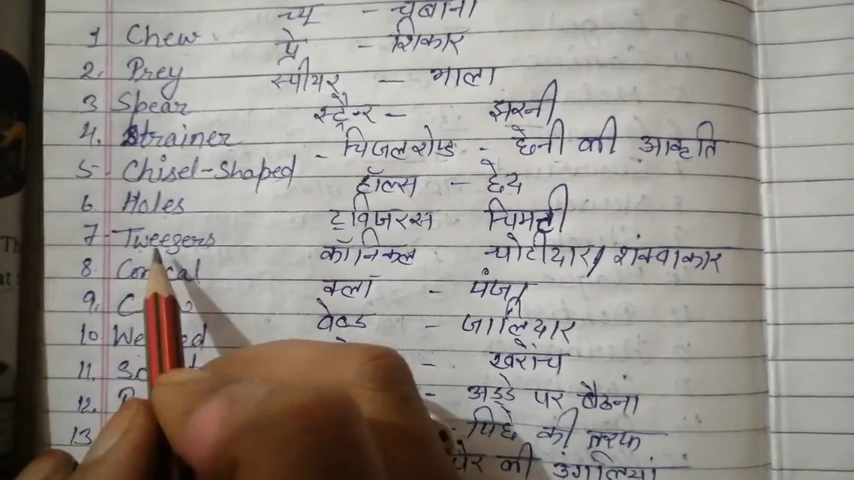 1 Chew च्यू - चबाना
2. Prey प्रे - शिकार
3 Spear स्पीयर - भाला
4. Strainer स्ट्रैनर - झरनी
5- Chisel-Shaped - चिजलशेप्ड - छेनी की आकृति
6 Holes हॉल्स - छेद
7- Tweezers ट्विजरस चिमटी
8 Conical कॉनिकल चोटीदार/शंक्वाकार
9. क्लॉ - पंजा
10 वेब्ड - जालिदार
11. - खरोंच
12. - अड्डे पर बैठना
13 - पिछे की तरफ
पैर की उंगलियां